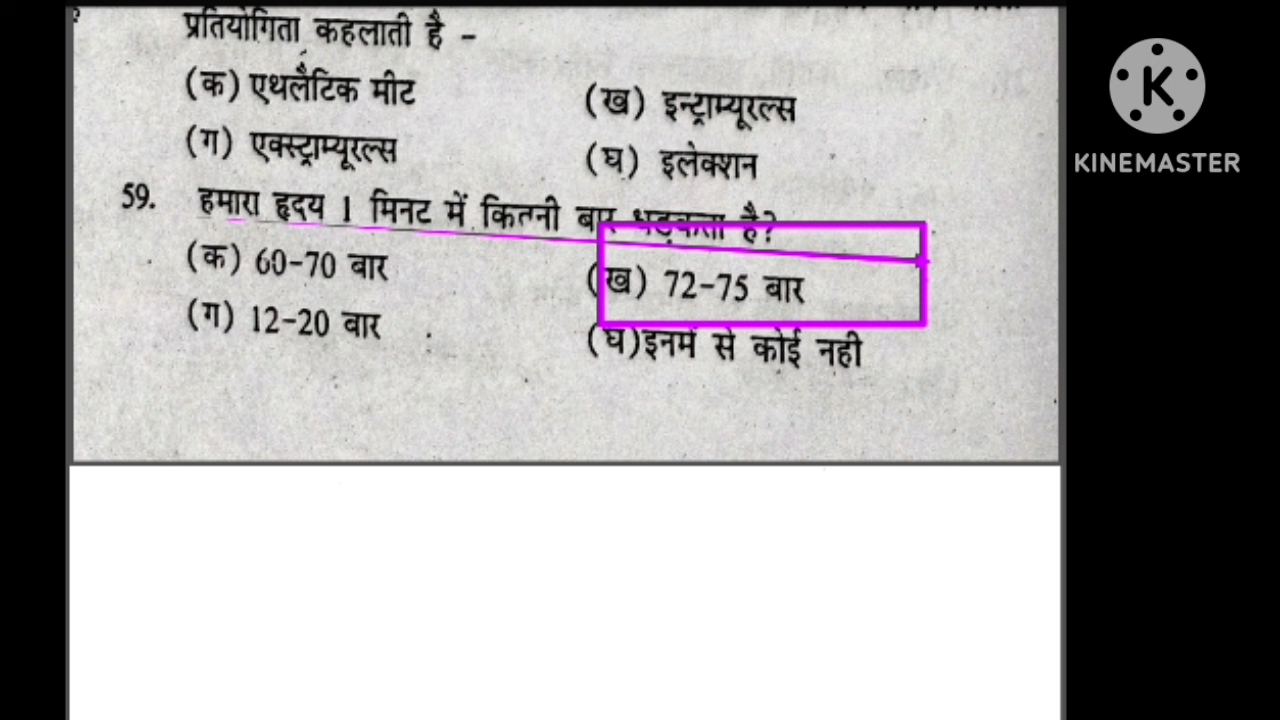 प्रतियोगिता कहलाती है -
(क) एथलैटिक मीट
(ख) इन्ट्राम्यूरल्स
(ग) एक्स्ट्राम्यूरल्स
(घ) इलेक्शन
59. हमारा हृदय 1 मिनट में कितनी बार धड़कता है?
(क) 60-70 बार
(ख) 72-75 बार
(ग) 12-20 बार
(घ)इनमें से कोई नही
K
KINEMASTER